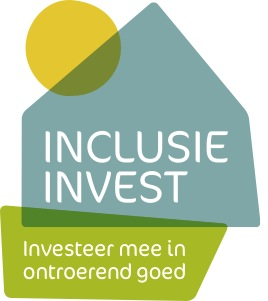 INCLUSIE
INVEST
Investeer mee in
ontroerend goed